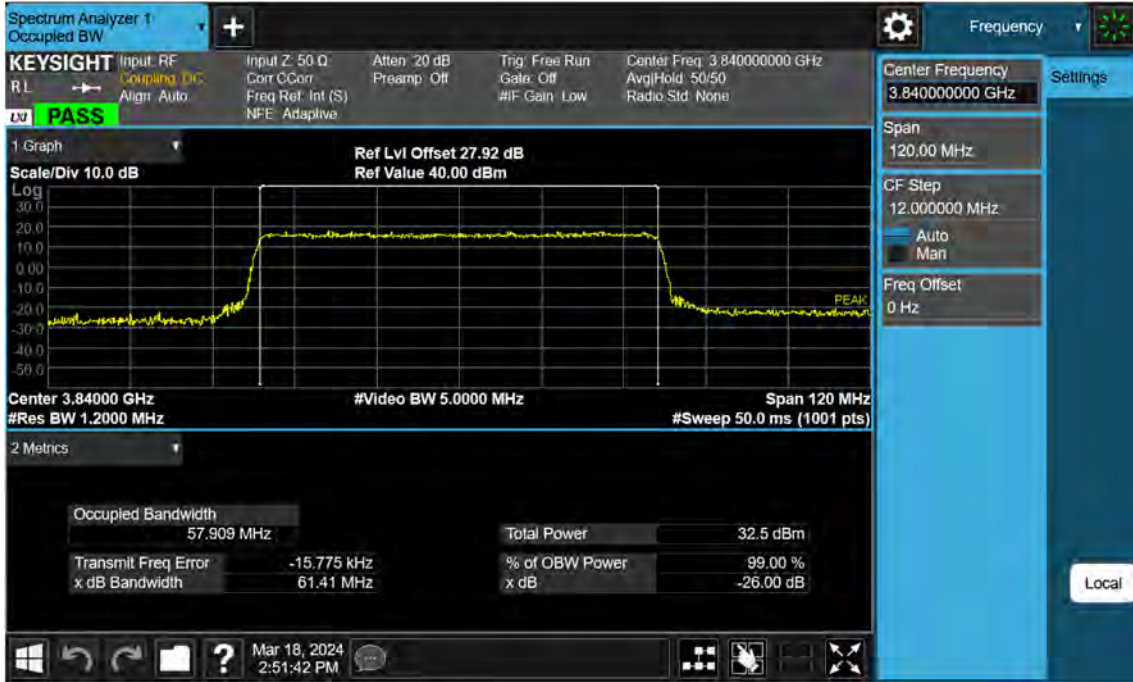 Spectrum Analyzer 1
Occupied BW
Frequency
KEYSIGHT
R L
LXI
PASS
Input: RF
Coupling: DC
Align: Auto
Input Z: 50 Ω
Corr CCorr
Freq Ref: Int (S)
NFE: Adaptive
Atten: 20 dB
Preamp: Off
Trig: Free Run
Gate: Off
#IF Gain: Low
Center Freq: 3.840000000 GHz
Avg|Hold: 50/50
Radio Std: None
1 Graph
Scale/Div 10.0 dB
Ref Lvl Offset 27.92 dB
Ref Value 40.00 dBm
Log
30.0
20.0
10.0
0.00
-10.0
-20.0
-30.0
-40.0
-50.0
PEAK
Center 3.84000 GHz
#Video BW 5.0000 MHz
Span 120 MHz
#Res BW 1.2000 MHz
#Sweep 50.0 ms (1001 pts)
2 Metrics
Occupied Bandwidth
57.909 MHz
Total Power 32.5 dBm
Transmit Freq Error -15.775 kHz
% of OBW Power 99.00 %
x dB Bandwidth 61.41 MHz
x dB -26.00 dB
Center Frequency
3.840000000 GHz
Settings
Span
120.00 MHz
CF Step
12.000000 MHz
Auto
Man
Freq Offset
0 Hz
Local
?
Mar 18, 2024
2:51:42 PM